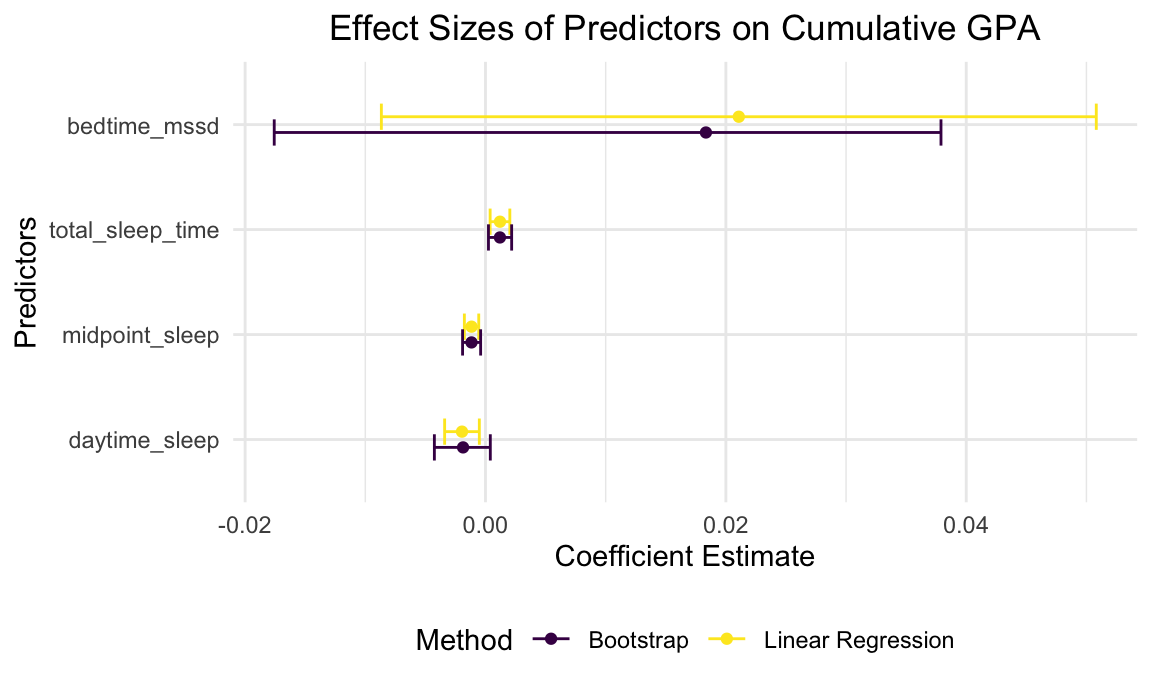 Effect Sizes of Predictors on Cumulative GPA
Predictors
bedtime_mssd
total_sleep_time
midpoint_sleep
daytime_sleep
-0.02 0.00 0.02 0.04
Coefficient Estimate
Method Bootstrap Linear Regression